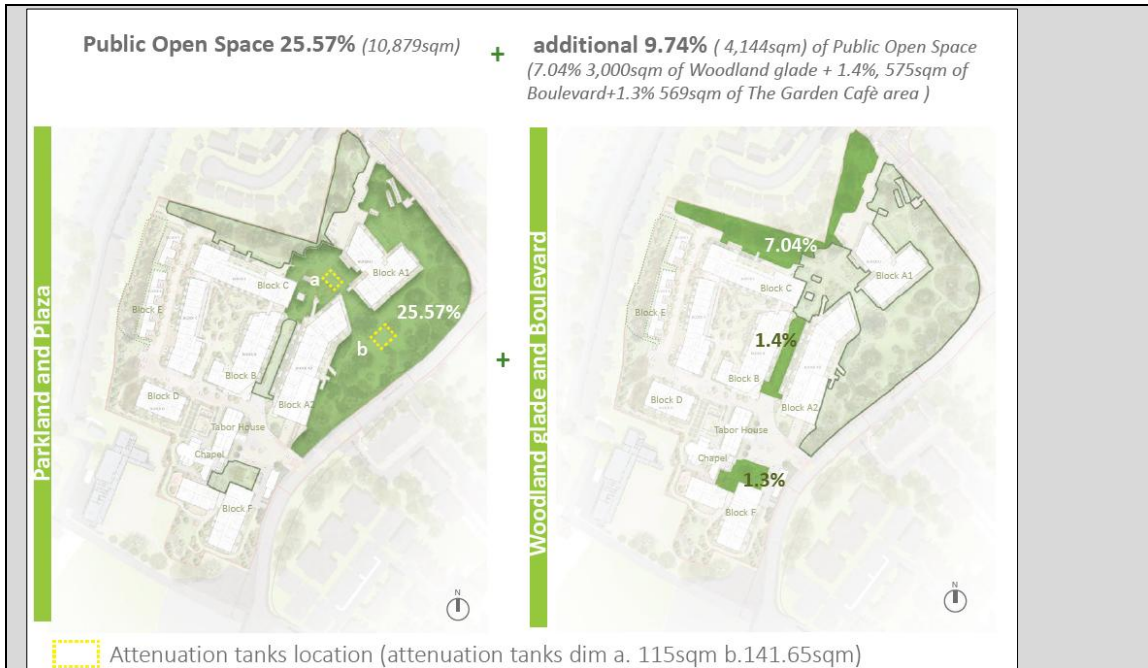 Public Open Space 25.57% (10,879sqm)
+
additional 9.74% ( 4,144sqm) of Public Open Space
(7.04% 3,000sqm of Woodland glade + 1.4%, 575sqm of
Boulevard+1.3% 569sqm of The Garden Cafè area )
Parkland and Plaza
Block A1
a
Block C
25.57%
Block E
b
Block B
Block D
Block A2
Tabor House
Chapel
Block F
N
+
Woodland glade and Boulevard
7.04%
Block A1
Block C
Block E
1.4%
Block B
Block D
Block A2
Tabor House
Chapel
1.3%
Block F
N
Attenuation tanks location (attenuation tanks dim a. 115sqm b.141.65sqm)